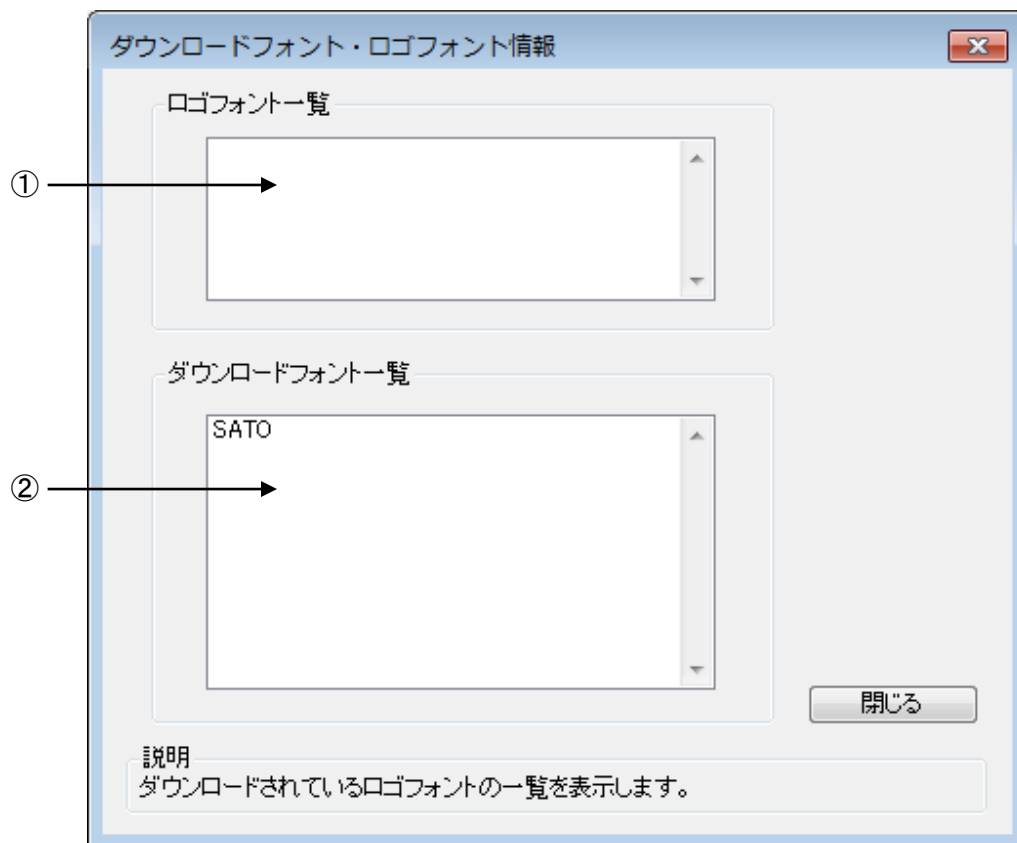 ダウンロードフォント・ロゴフォント情報
ロゴフォント一覧
①
ダウンロードフォント一覧
SATO
②
閉じる
説明
ダウンロードされているロゴフォントの一覧を表示します。